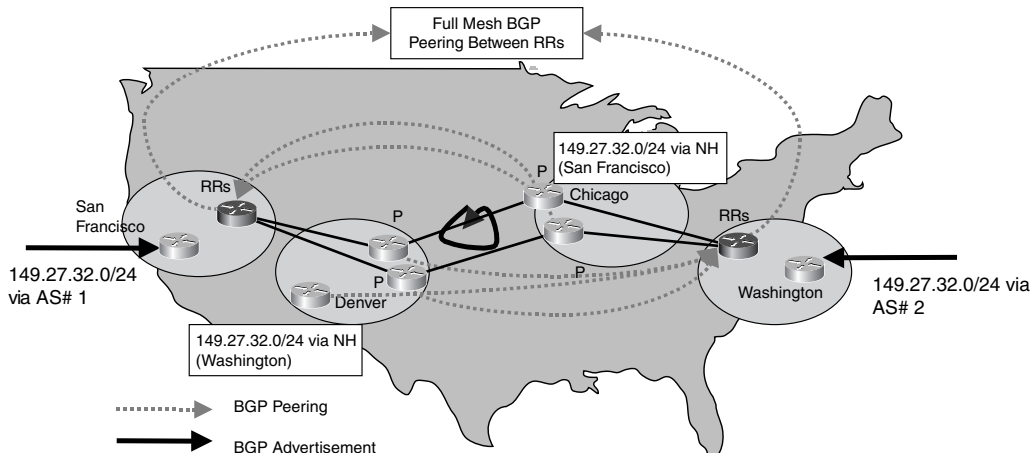 Full Mesh BGP
Peering Between RRs
149.27.32.0/24 via NH
(San Francisco)
P
Chicago
RRs
RRs
San
Francisco
P
P
P
Denver
Washington
149.27.32.0/24
via AS# 1
149.27.32.0/24 via
AS# 2
149.27.32.0/24 via NH
(Washington)
BGP Peering
BGP Advertisement